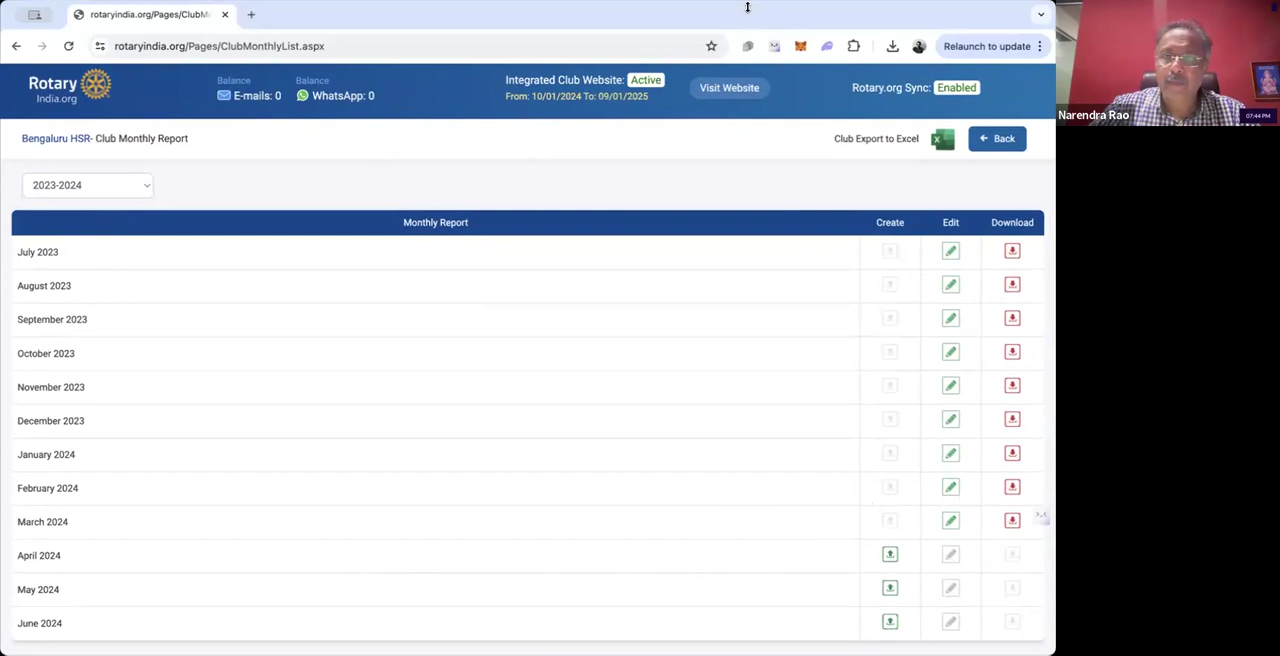 rotaryindia.org/Pages/ClubM
rotaryindia.org/Pages/ClubMonthlyList.aspx
Relaunch to update
Rotary
India.org
Balance
E-mails: 0
Balance
WhatsApp: 0
Integrated Club Website: Active
From: 10/01/2024 To: 09/01/2025
Visit Website
Rotary.org Sync: Enabled
Narendra Rao
07:44 PM
Bengaluru HSR- Club Monthly Report
Club Export to Excel
Back
2023-2024
Monthly Report Create Edit Download
July 2023
August 2023
September 2023
October 2023
November 2023
December 2023
January 2024
February 2024
March 2024
April 2024
May 2024
June 2024